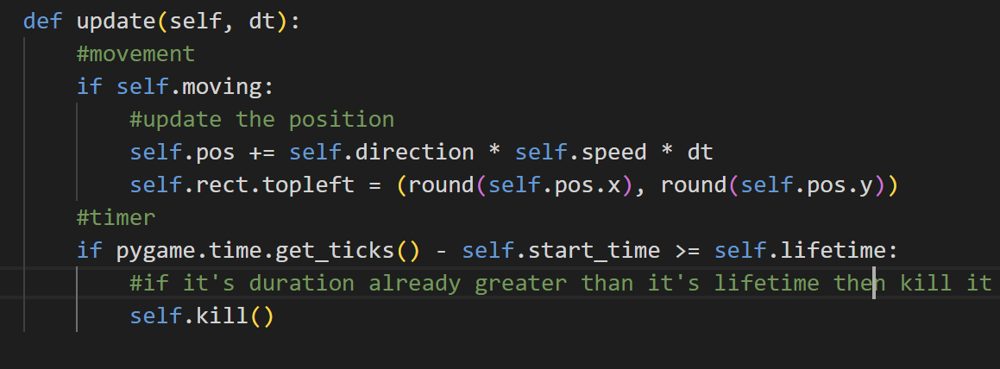 def update(self, dt):
    #movement
    if self.moving:
        #update the position
        self.pos += self.direction * self.speed * dt
        self.rect.topleft = (round(self.pos.x), round(self.pos.y))
    #timer
    if pygame.time.get_ticks() - self.start_time >= self.lifetime:
        #if it's duration already greater than it's lifetime then kill it
        self.kill()